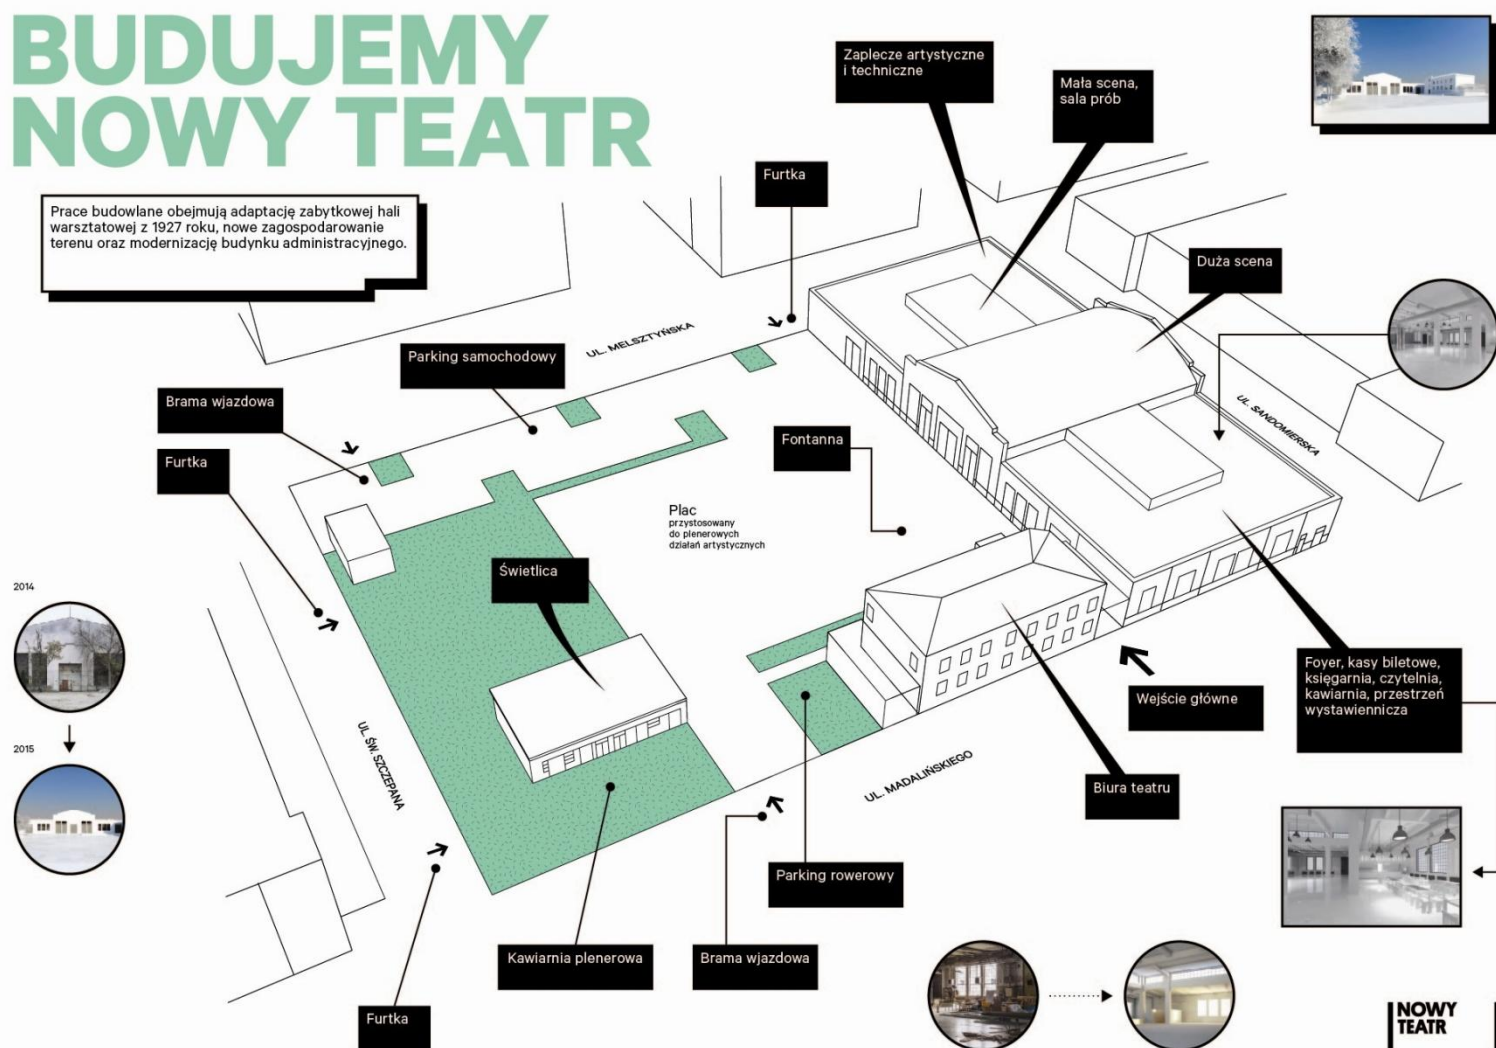 BUDUJEMY
NOWY TEATR
Prace budowlane obejmują adaptację zabytkowej hali
warsztatowej z 1927 roku, nowe zagospodarowanie
terenu oraz modernizację budynku administracyjnego.
Zaplecze artystyczne
i techniczne
Mała scena,
sala prób
Furtka
Duża scena
UL. MELSZTYŃSKA
Parking samochodowy
Brama wjazdowa
UL. SANDOMIERSKA
Furtka
Fontanna
Plac
przystosowany
do plenerowych
działań artystycznych
Świetlica
2014
Foyer, kasy biletowe,
księgarnia, czytelnia,
kawiarnia, przestrzeń
wystawiennicza
Wejście główne
2015
UL. ŚW. SZCZEPANA
UL. MADALIŃSKIEGO
Biura teatru
Parking rowerowy
Kawiarnia plenerowa
Brama wjazdowa
Furtka
NOWY
TEATR